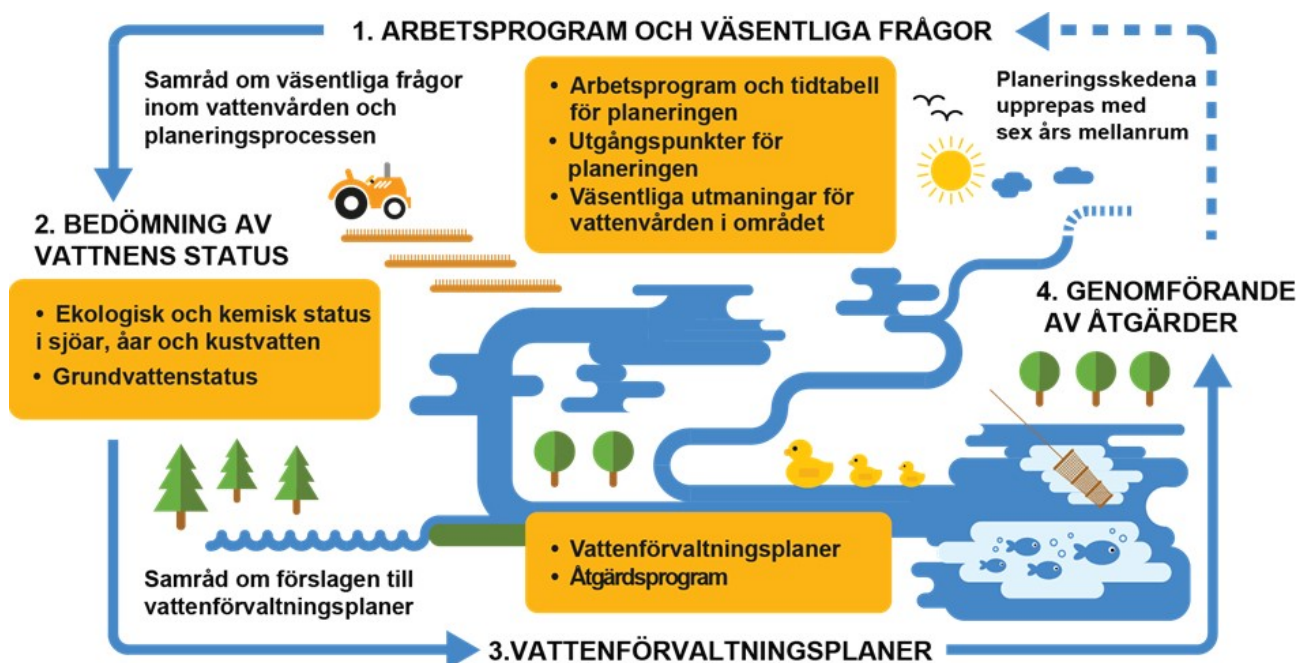 1. ARBETSPROGRAM OCH VÄSENTLIGA FRÅGOR
Samråd om väsentliga frågor
inom vattenvården och
planeringsprocessen
• Arbetsprogram och tidtabell
för planeringen
• Utgångspunkter för
planeringen
• Väsentliga utmaningar för
vattenvården i området
Planeringsskedena
upprepas med
sex års mellanrum
2. BEDÖMNING AV
VATTNENS STATUS
• Ekologisk och kemisk status
i sjöar, åar och kustvatten
• Grundvattenstatus
4. GENOMFÖRANDE
AV ÅTGÄRDER
Samråd om förslagen till
vattenförvaltningsplaner
• Vattenförvaltningsplaner
• Åtgärdsprogram
3.VATTENFÖRVALTNINGSPLANER